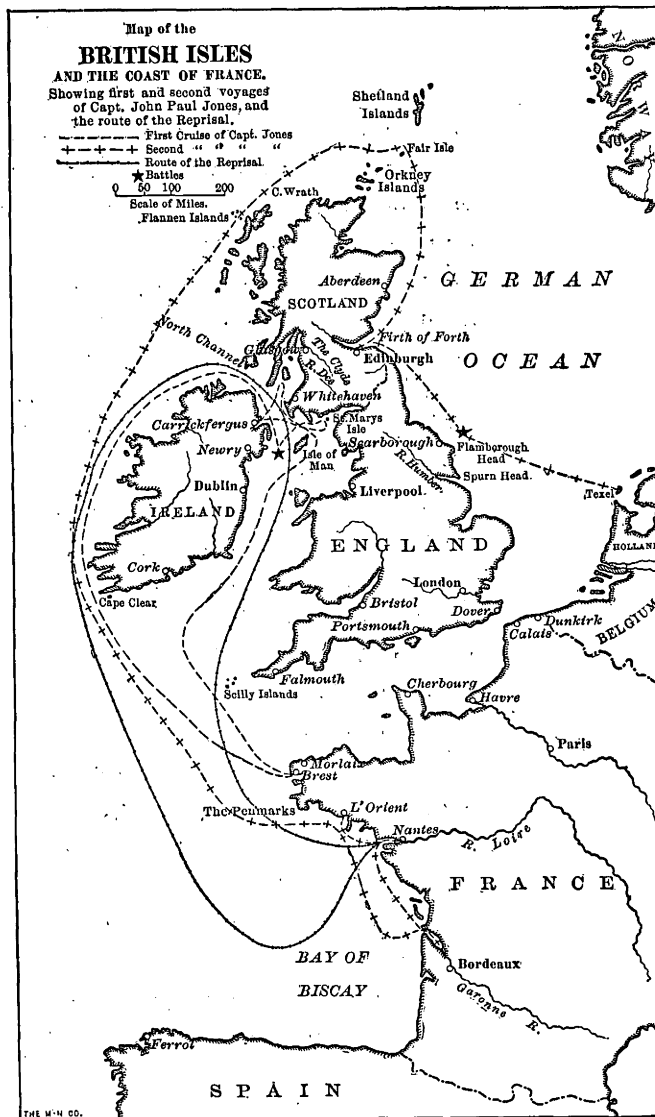 Map of the
BRITISH ISLES
AND THE COAST OF FRANCE.
Showing first and second voyages
of Capt. John Paul Jones, and
the route of the Reprisal.
First Cruise of Capt. Jones
Second " " " "
Route of the Reprisal
Battles
0 50 100 200
Scale of Miles.
Flannen Islands
Shetland
Islands
NORWAY
Fair Isle
Orkney
Islands
C. Wrath
Aberdeen
SCOTLAND
GERMAN
OCEAN
North Channel
Glasgow
The Clyde
Firth of Forth
Edinburgh
R. Dee
Whitehaven
Carrickfergus
St. Marys
Isle
Newry
Isle of
Man
Scarborough
Flamborough
Head
R. Humber
Spurn Head.
Dublin
Liverpool.
Texel
IRELAND
ENGLAND
HOLLAND
Cork
London
Cape Clear
Bristol
Dover
Dunkirk
Portsmouth
Calais
BELGIUM
Falmouth
Scilly Islands
Cherbourg
Havre
Paris
Morlaix
Brest
The Penmarks
L'Orient
Nantes
R. Loire
FRANCE
BAY OF
BISCAY
Bordeaux
Garonne R.
Ferrol
SPAIN
THE M-N CO.